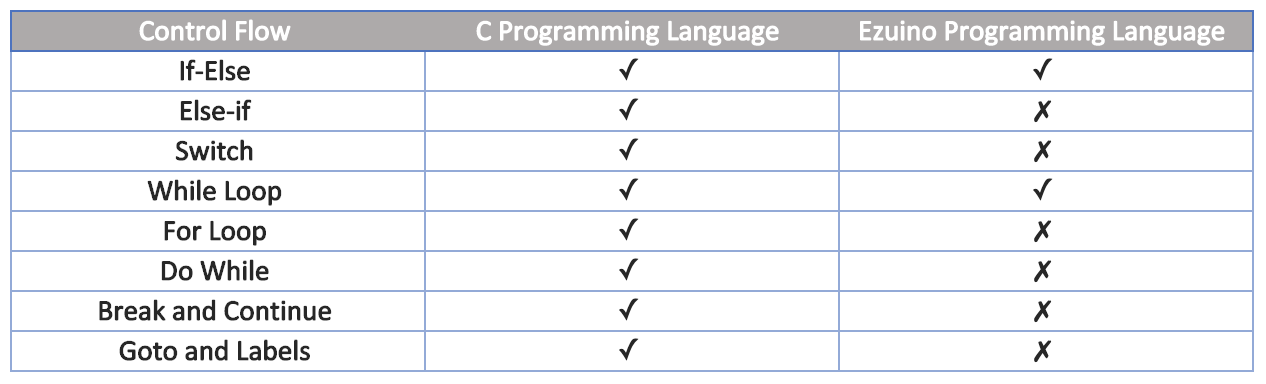 Control Flow C Programming Language Ezuino Programming Language
If-Else ✓ ✓
Else-if ✓ ✗
Switch ✓ ✗
While Loop ✓ ✓
For Loop ✓ ✗
Do While ✓ ✗
Break and Continue ✓ ✗
Goto and Labels ✓ ✗